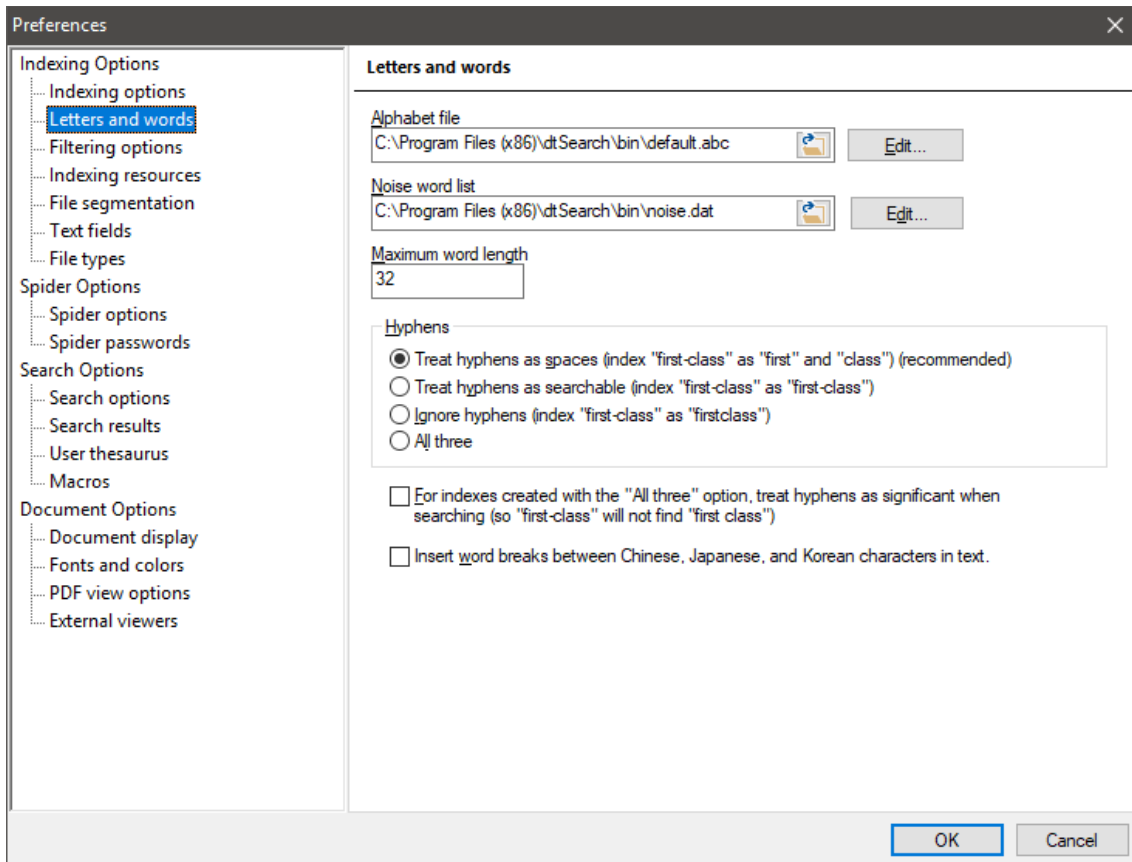 Preferences
Indexing Options
Indexing options
Letters and words
Filtering options
Indexing resources
File segmentation
Text fields
File types
Spider Options
Spider options
Spider passwords
Search Options
Search options
Search results
User thesaurus
Macros
Document Options
Document display
Fonts and colors
PDF view options
External viewers
Letters and words
Alphabet file
C:\Program Files (x86)\dtSearch\bin\default.abc
Edit...
Noise word list
C:\Program Files (x86)\dtSearch\bin\noise.dat
Edit...
Maximum word length
32
Hyphens
Treat hyphens as spaces (index "first-class" as "first" and "class") (recommended)
Treat hyphens as searchable (index "first-class" as "first-class")
Ignore hyphens (index "first-class" as "firstclass")
All three
For indexes created with the "All three" option, treat hyphens as significant when
searching (so "first-class" will not find "first class")
Insert word breaks between Chinese, Japanese, and Korean characters in text.
OK
Cancel